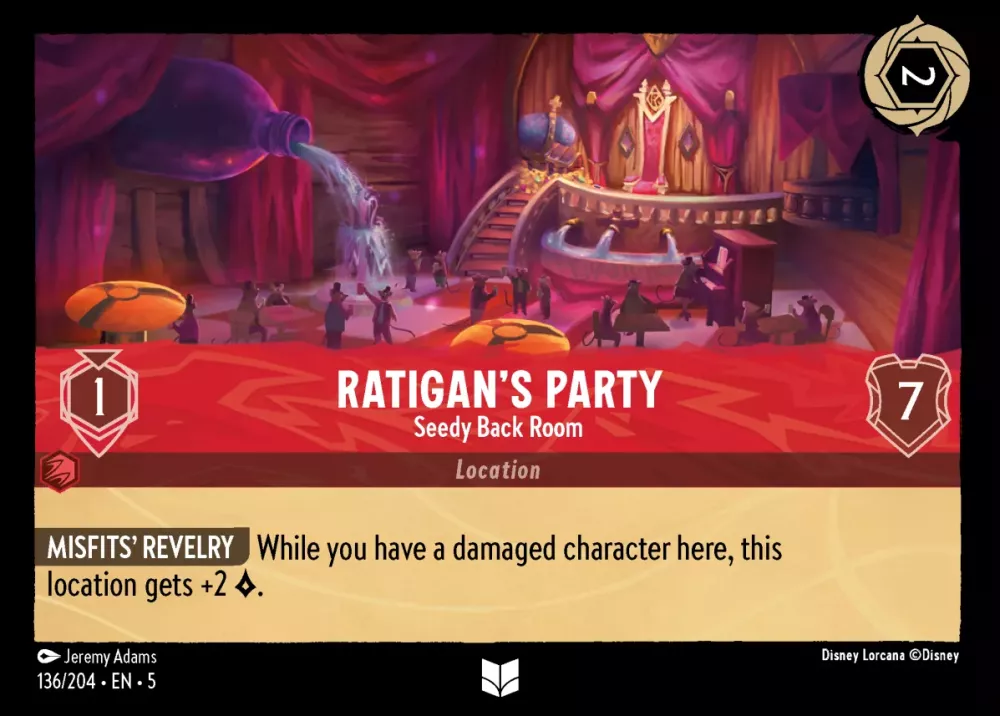 2
1
RATIGAN'S PARTY
7
Seedy Back Room
Location
MISFITS' REVELRY While you have a damaged character here, this
location gets +2 .
Jeremy Adams
Disney Lorcana ©Disney
136/204 • EN • 5